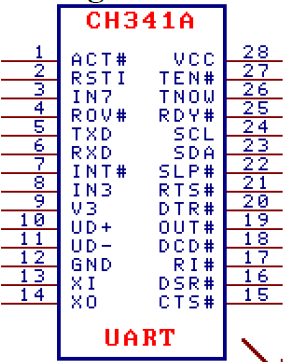 CH341A
1 ACT# VCC 28
2 RSTI TEN# 27
3 IN7 TNOW 26
4 ROV# RDY# 25
5 TXD SCL 24
6 RXD SDA 23
7 INT# SLP# 22
8 IN3 RTS# 21
9 V3 DTR# 20
10 UD+ OUT# 19
11 UD- DCD# 18
12 GND RI# 17
13 XI DSR# 16
14 XO CTS# 15
UART